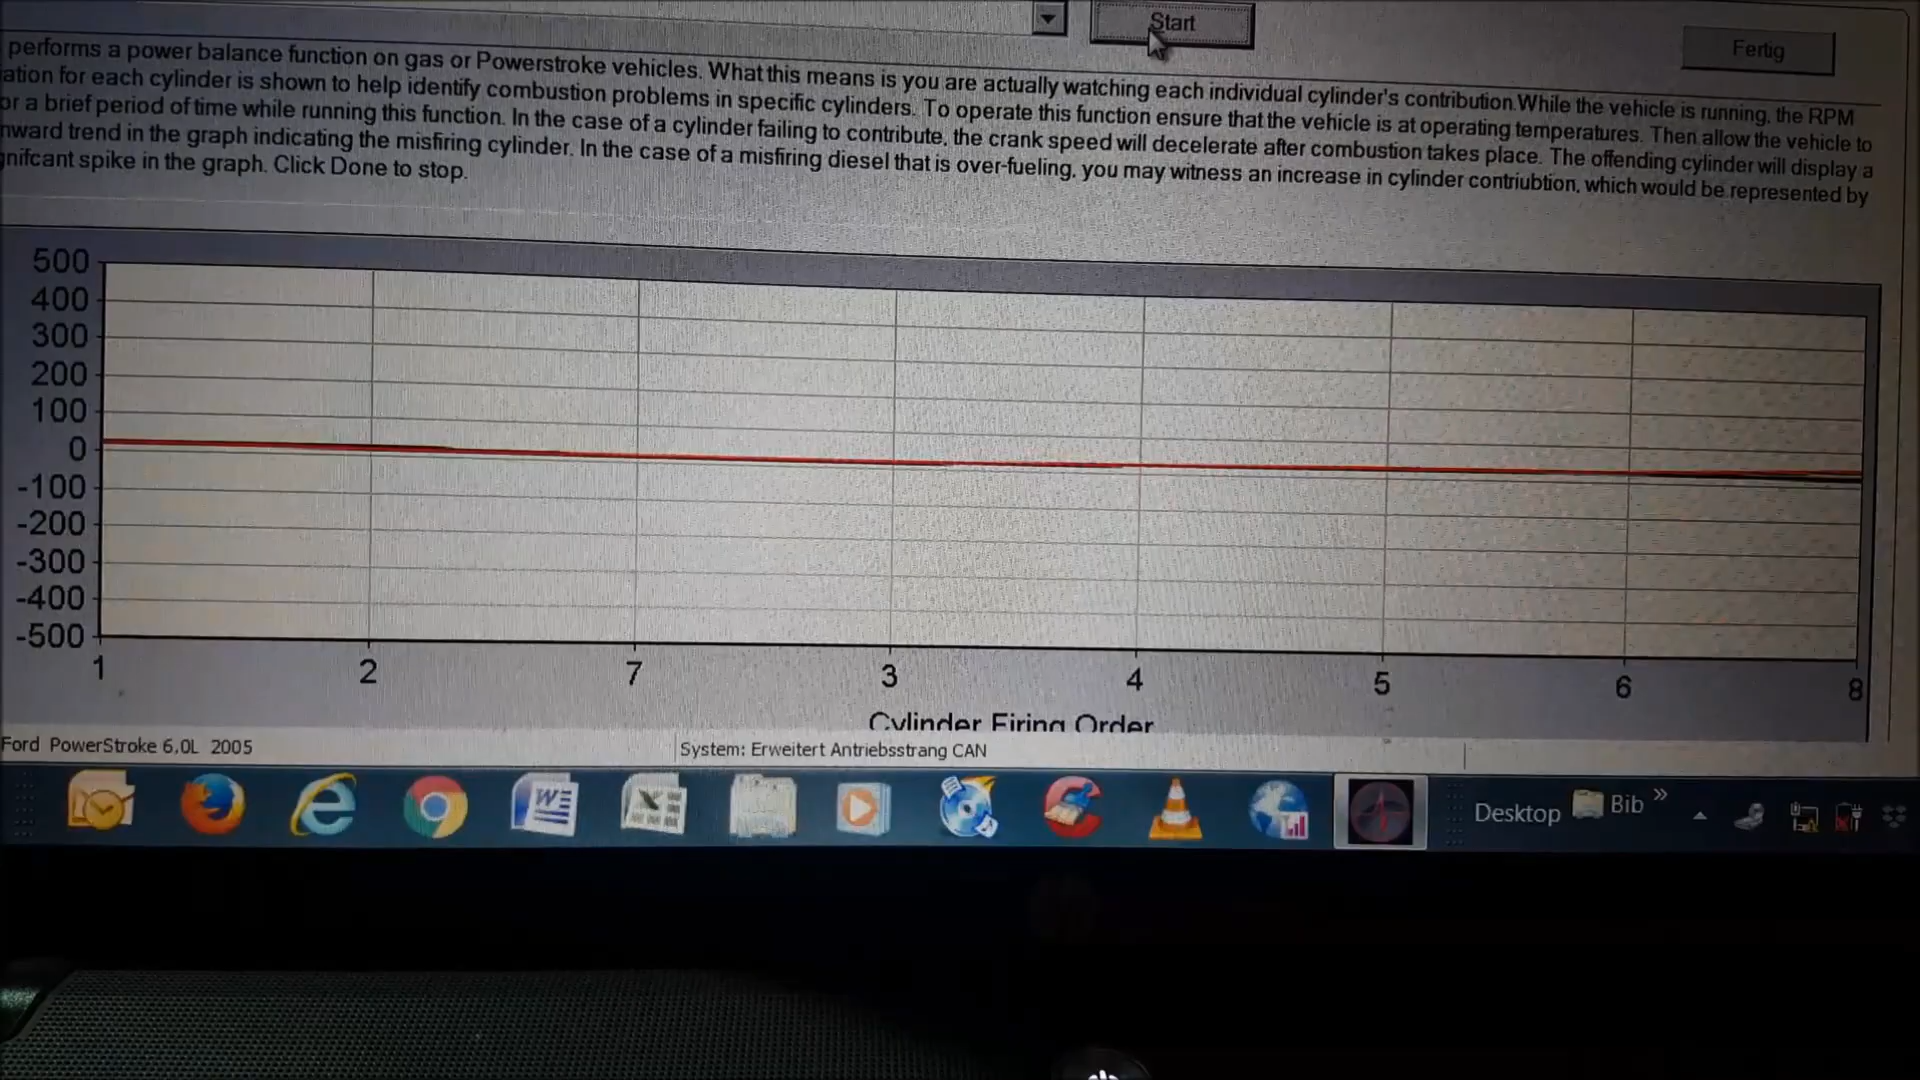 Start
Fertig
performs a power balance function on gas or Powerstroke vehicles. What this means is you are actually watching each individual cylinder's contribution.While the vehicle is running, the RPM
ation for each cylinder is shown to help identify combustion problems in specific cylinders. To operate this function ensure that the vehicle is at operating temperatures. Then allow the vehicle to
or a brief period of time while running this function. In the case of a cylinder failing to contribute, the crank speed will decelerate after combustion takes place. The offending cylinder will display a
nward trend in the graph indicating the misfiring cylinder. In the case of a misfiring diesel that is over-fueling, you may witness an increase in cylinder contriubtion, which would be represented by
gnifcant spike in the graph. Click Done to stop.
500
400
300
200
100
0
-100
-200
-300
-400
-500
1 2 7 3 4 5 6 8
Cylinder Firing Order
Ford PowerStroke 6.0L 2005
System: Erweitert Antriebsstrang CAN
Desktop
Bib »